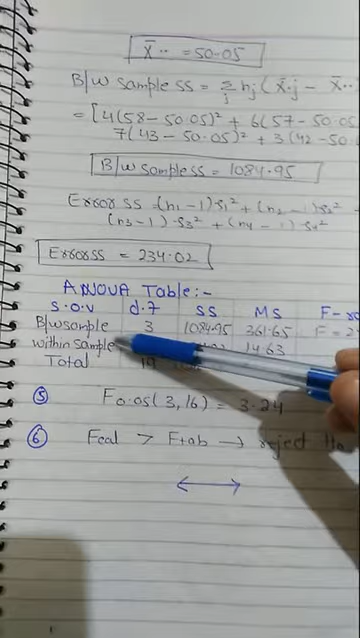 X̄.. = 50.05
B/w sample SS = Σ nj (X̄.j - X̄..
j
= [4(58 - 50.05)² + 6(57 - 50.05
7(43 - 50.05)² + 3(42 - 50.
B/w sample ss = 1084.95
Error SS = (n1 - 1) s1² + (n2 - 1) s2² +
(n3 - 1) s3² + (n4 - 1) s4²
Error SS = 234.02
ANOVA Table :-
S.O.V d.f SS MS F-
B/w sample 3 1084.95 361.65 F = 2
within sample 14.63
Total 19
⑤ F0.05 (3, 16) = 3.24
⑥ Fcal > Ftab → reject H0